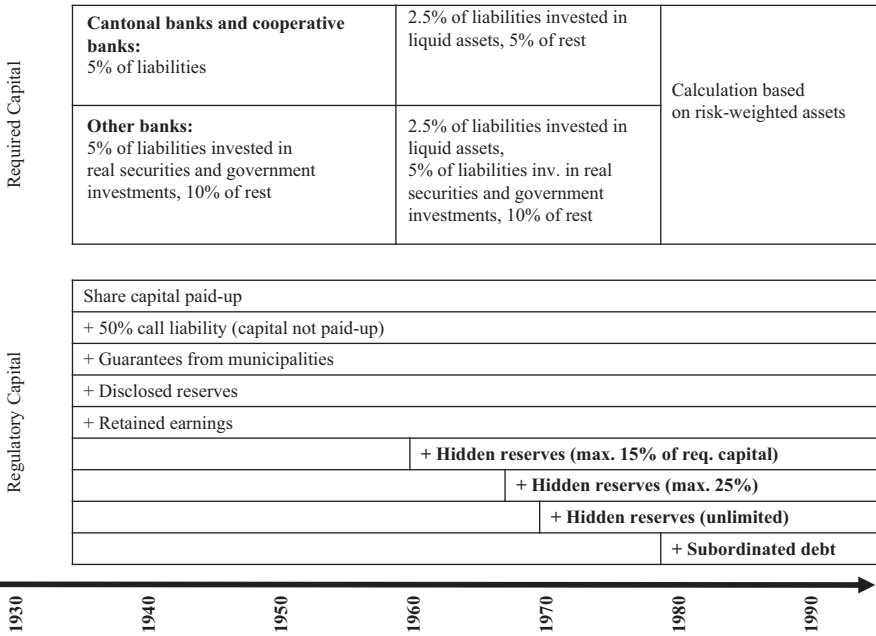 Required Capital
Cantonal banks and cooperative
banks:
5% of liabilities
2.5% of liabilities invested in
liquid assets, 5% of rest
Calculation based
on risk-weighted assets
Other banks:
5% of liabilities invested in
real securities and government
investments, 10% of rest
2.5% of liabilities invested in
liquid assets,
5% of liabilities inv. in real
securities and government
investments, 10% of rest
Regulatory Capital
Share capital paid-up
+ 50% call liability (capital not paid-up)
+ Guarantees from municipalities
+ Disclosed reserves
+ Retained earnings
+ Hidden reserves (max. 15% of req. capital)
+ Hidden reserves (max. 25%)
+ Hidden reserves (unlimited)
+ Subordinated debt
1930
1940
1950
1960
1970
1980
1990